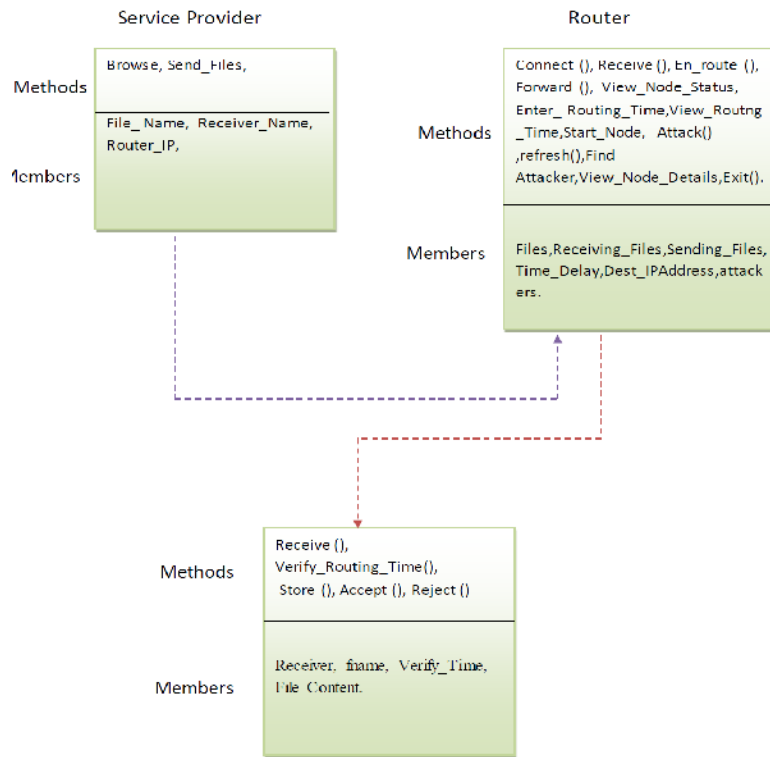 Service Provider
Methods
Browse, Send_Files,
Members
File_Name, Receiver_Name,
Router_IP,
Router
Methods
Connect (), Receive (), En_route (),
Forward (), View_Node_Status,
Enter_ Routing_Time,View_Routng
_Time,Start_Node, Attack()
,refresh(),Find
Attacker,View_Node_Details,Exit().
Members
Files,Receiving_Files,Sending_Files,
Time_Delay,Dest_IPAddress,attack
ers.
Methods
Receive (),
Verify_Routing_Time(),
Store (), Accept (), Reject ()
Members
Receiver, fname, Verify_Time,
File Content.